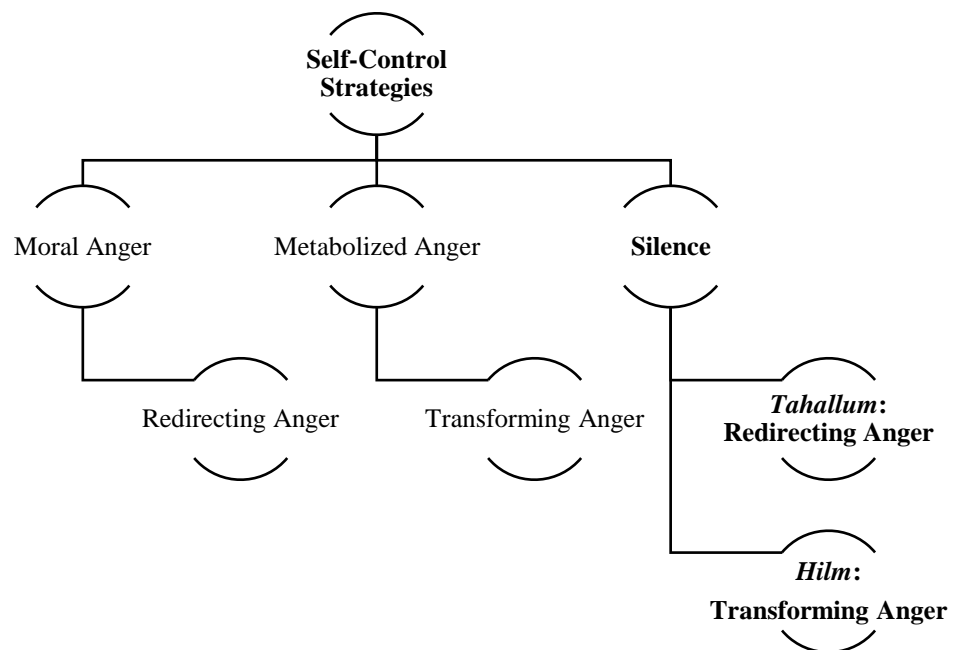 Self-Control
Strategies
Moral Anger
Metabolized Anger
Silence
Redirecting Anger
Transforming Anger
Tahallum:
Redirecting Anger
Hilm:
Transforming Anger